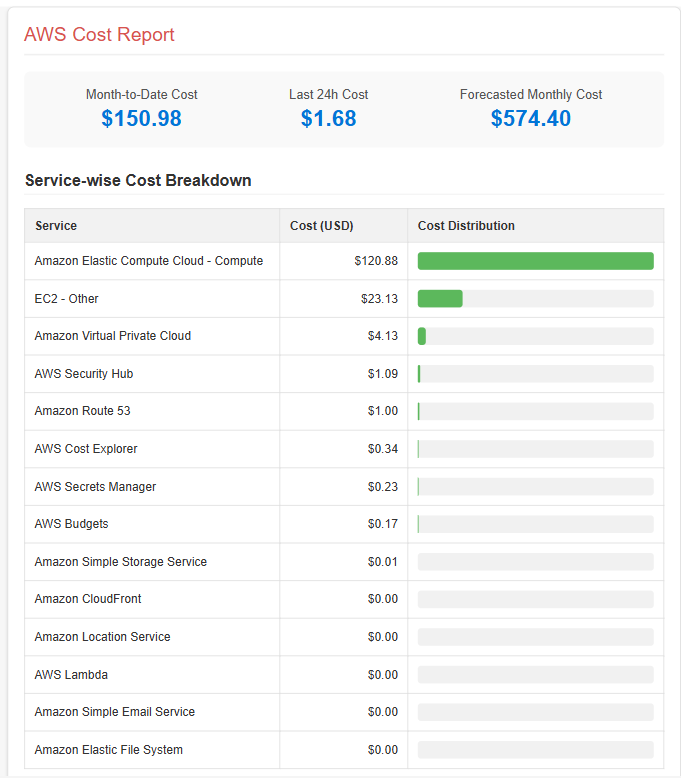 AWS Cost Report
Month-to-Date Cost Last 24h Cost Forecasted Monthly Cost
$150.98 $1.68 $574.40
Service-wise Cost Breakdown
Service Cost (USD) Cost Distribution
Amazon Elastic Compute Cloud - Compute $120.88
EC2 - Other $23.13
Amazon Virtual Private Cloud $4.13
AWS Security Hub $1.09
Amazon Route 53 $1.00
AWS Cost Explorer $0.34
AWS Secrets Manager $0.23
AWS Budgets $0.17
Amazon Simple Storage Service $0.01
Amazon CloudFront $0.00
Amazon Location Service $0.00
AWS Lambda $0.00
Amazon Simple Email Service $0.00
Amazon Elastic File System $0.00